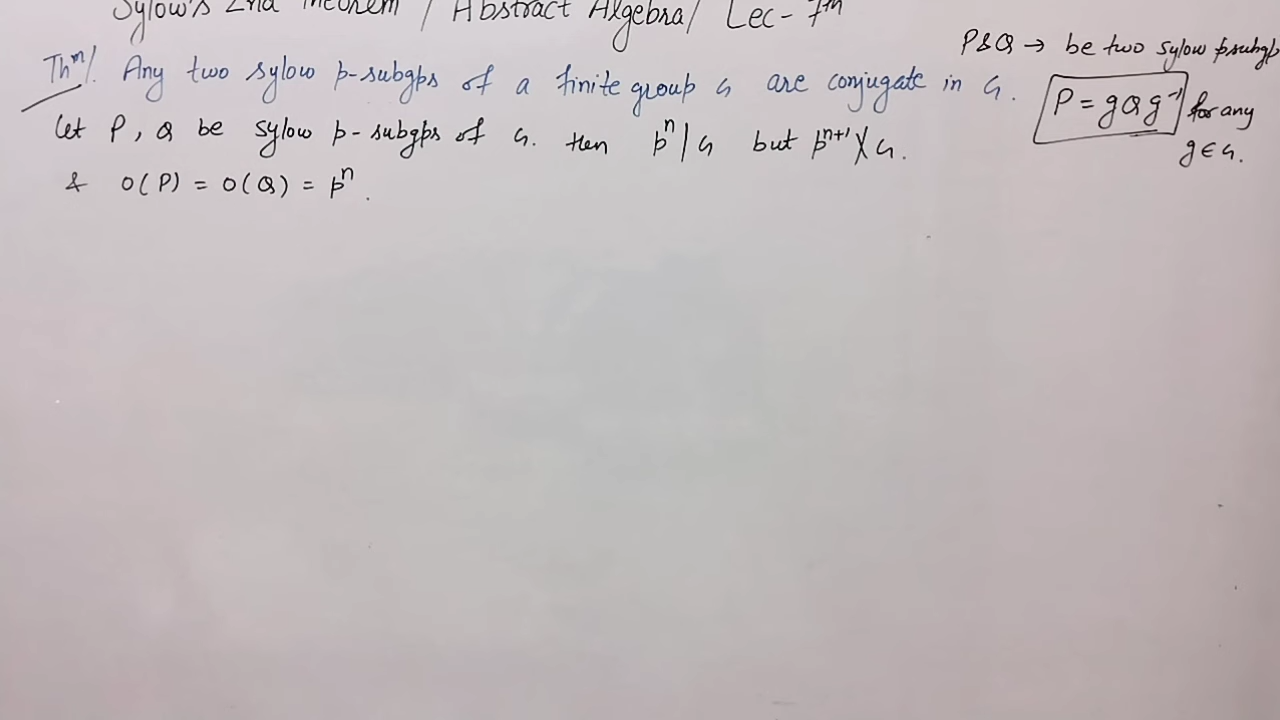 Sylow's 2nd Theorem / Abstract Algebra / Lec - 7th
Thm/. Any two sylow p-subgps of a finite group G are conjugate in G.
Let P, Q be sylow p-subgps of G. then pⁿ | G but pⁿ⁺¹ ∤ G.
& O(P) = O(Q) = pⁿ.
P & Q → be two sylow psubgp
P = gQg⁻¹ for any
g ∈ G.